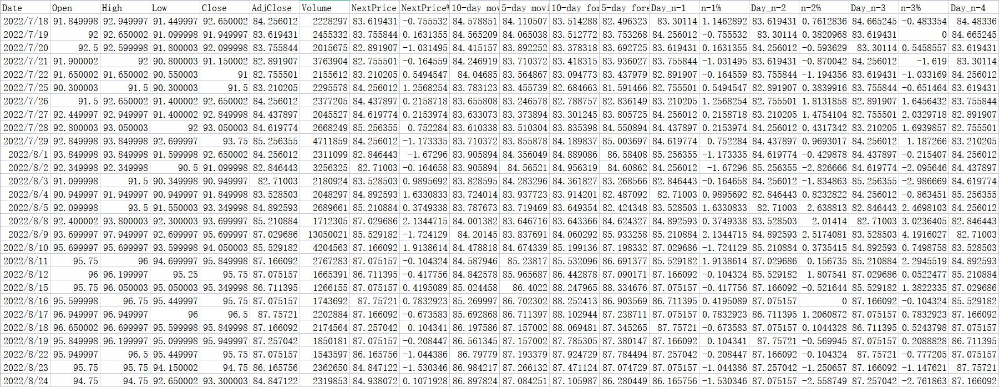 Date Open High Low Close AdjClose Volume NextPrice NextPrice% 10-day mov 5-day movi 10-day for 5-day fore Day_n-1 n-1% Day_n-2 n-2% Day_n-3 n-3% Day_n-4
2022/7/18 91.849998 92.949997 91.449997 92.650002 84.256012 2228297 83.619431 -0.755532 84.578851 84.110507 83.514288 82.496323 83.30114 1.1462892 83.619431 0.7612836 84.665245 -0.483354 84.48336
2022/7/19 92 92.650002 91.099998 91.949997 83.619431 2455332 83.755844 0.1631355 84.565209 84.065038 83.512772 83.753268 84.256012 -0.755532 83.30114 0.3820968 83.619431 0 84.665245
2022/7/20 92.5 92.599998 91.800003 92.099998 83.755844 2015675 82.891907 -1.031495 84.415157 83.892252 83.378318 83.692725 83.619431 0.1631355 84.256012 -0.593629 83.30114 0.5458557 83.619431
2022/7/21 91.900002 92 90.800003 91.150002 82.891907 3763904 82.755501 -0.164559 84.246919 83.710372 83.418315 83.936027 83.755844 -1.031495 83.619431 -0.870042 84.256012 -1.619 83.30114
2022/7/22 91.650002 91.650002 90.550003 91 82.755501 2155612 83.210205 0.5494547 84.04685 83.564867 83.094773 83.437979 82.891907 -0.164559 83.755844 -1.194356 83.619431 -1.033169 84.256012
2022/7/25 90.300003 91.5 90.300003 91.5 83.210205 2295578 84.256012 1.2568254 83.783123 83.455739 82.684663 81.591466 82.755501 0.5494547 82.891907 0.3839916 83.755844 -0.651464 83.619431
2022/7/26 91.5 92.650002 91.400002 92.650002 84.256012 2377205 84.437897 0.2158718 83.655808 83.246578 82.788757 82.836149 83.210205 1.2568254 82.755501 1.8131858 82.891907 1.6456432 83.755844
2022/7/27 92.449997 92.949997 91.400002 92.849998 84.437897 2045527 84.619774 0.2153974 83.633073 83.373894 83.301245 83.805725 84.256012 0.2158718 83.210205 1.4754104 82.755501 2.0329718 82.891907
2022/7/28 92.800003 93.050003 92 93.050003 84.619774 2668249 85.256355 0.752284 83.610338 83.510304 83.835398 84.550894 84.437897 0.2153974 84.256012 0.4317342 83.210205 1.6939857 82.755501
2022/7/29 92.849998 93.849998 92.699997 93.75 85.256355 4711859 84.256012 -1.173335 83.710372 83.855878 84.189837 85.003697 84.619774 0.752284 84.437897 0.9693017 84.256012 1.187266 83.210205
2022/8/1 93.849998 93.849998 91.599998 92.650002 84.256012 2311099 82.846443 -1.67296 83.905894 84.356049 84.889086 86.58408 85.256355 -1.173335 84.619774 -0.429878 84.437897 -0.215407 84.256012
2022/8/2 92.349998 92.349998 90.5 91.099998 82.846443 3256325 82.71003 -0.164658 83.905894 84.56521 84.956319 84.60862 84.256012 -1.67296 85.256355 -2.826666 84.619774 -2.095646 84.437897
2022/8/3 91.099998 91.5 90.349998 90.949997 82.71003 2180924 83.528503 0.9895692 83.828595 84.283296 84.361827 83.268566 82.846443 -0.164658 84.256012 -1.834863 85.256355 -2.986669 84.619774
2022/8/4 90.949997 91.949997 90.949997 91.849998 83.528503 2048297 84.892593 1.6330833 83.724014 83.937723 83.914201 82.487092 82.71003 0.9895692 82.846443 0.8232822 84.256012 -0.863451 85.256355
2022/8/5 92.099998 93.5 91.550003 93.349998 84.892593 2689661 85.210884 0.3749338 83.787673 83.719469 83.649354 82.424348 83.528503 1.6330833 82.71003 2.638813 82.846443 2.4698103 84.256012
2022/8/8 92.400002 93.800003 92.300003 93.699997 85.210884 1712305 87.029686 2.1344715 84.001382 83.646716 83.643366 84.624327 84.892593 0.3749338 83.528503 2.01414 82.71003 3.0236405 82.846443
2022/8/9 93.699997 97.949997 92.699997 95.699997 87.029686 13050021 85.529182 -1.724129 84.20145 83.837691 84.060292 85.933258 85.210884 2.1344715 84.892593 2.5174081 83.528503 4.1916027 82.71003
2022/8/10 95.699997 95.699997 93.599998 94.050003 85.529182 4204563 87.166092 1.9138614 84.478818 84.674339 85.199136 87.198332 87.029686 -1.724129 85.210884 0.3735415 84.892593 0.7498758 83.528503
2022/8/11 95.75 96 94.699997 95.849998 87.166092 2767283 87.075157 -0.104324 84.587946 85.23817 85.532096 86.691377 85.529182 1.9138614 87.029686 0.156735 85.210884 2.2945519 84.892593
2022/8/12 96 96.199997 95.25 95.75 87.075157 1665391 86.711395 -0.417756 84.842578 85.965687 86.442878 87.090171 87.166092 -0.104324 85.529182 1.807541 87.029686 0.0522477 85.210884
2022/8/15 95.75 96.050003 95.050003 95.349998 86.711395 1266155 87.075157 0.4195089 85.024458 86.4022 88.247965 88.334676 87.075157 -0.417756 87.166092 -0.521644 85.529182 1.3822335 87.029686
2022/8/16 95.599998 96.75 95.449997 95.75 87.075157 1743692 87.75721 0.7832923 85.269997 86.702302 88.252413 86.903569 86.711395 0.4195089 87.075157 0 87.166092 -0.104324 85.529182
2022/8/17 96.949997 96.949997 96 96.5 87.75721 2202884 87.166092 -0.673583 85.692868 86.711397 88.102944 87.238711 87.075157 0.7832923 86.711395 1.2060872 87.075157 0.7832923 87.166092
2022/8/18 96.650002 96.699997 95.599998 95.849998 87.166092 2174564 87.257042 0.104341 86.197586 87.157002 88.069481 87.345265 87.75721 -0.673583 87.075157 0.1044328 86.711395 0.5243798 87.075157
2022/8/19 95.849998 96.199997 95.099998 95.949997 87.257042 1850181 87.075157 -0.208447 86.561345 87.157002 87.785305 87.380147 87.166092 0.104341 87.75721 -0.569945 87.075157 0.2088828 86.711395
2022/8/22 95.949997 96.5 95.449997 95.75 87.075157 1543597 86.165756 -1.044386 86.79779 87.193379 87.924729 87.784494 87.257042 -0.208447 87.166092 -0.104324 87.75721 -0.777205 87.075157
2022/8/23 95.75 95.75 94.150002 94.75 86.165756 2362650 84.847122 -1.530346 86.984217 87.266132 87.471124 87.074729 87.075157 -1.044386 87.257042 -1.250657 87.166092 -1.147621 87.75721
2022/8/24 94.75 94.75 92.650002 93.300003 84.847122 2319853 84.938072 0.1071928 86.897824 87.084251 87.105987 86.280449 86.165756 -1.530346 87.075157 -2.558749 87.257042 -2.761863 87.166092